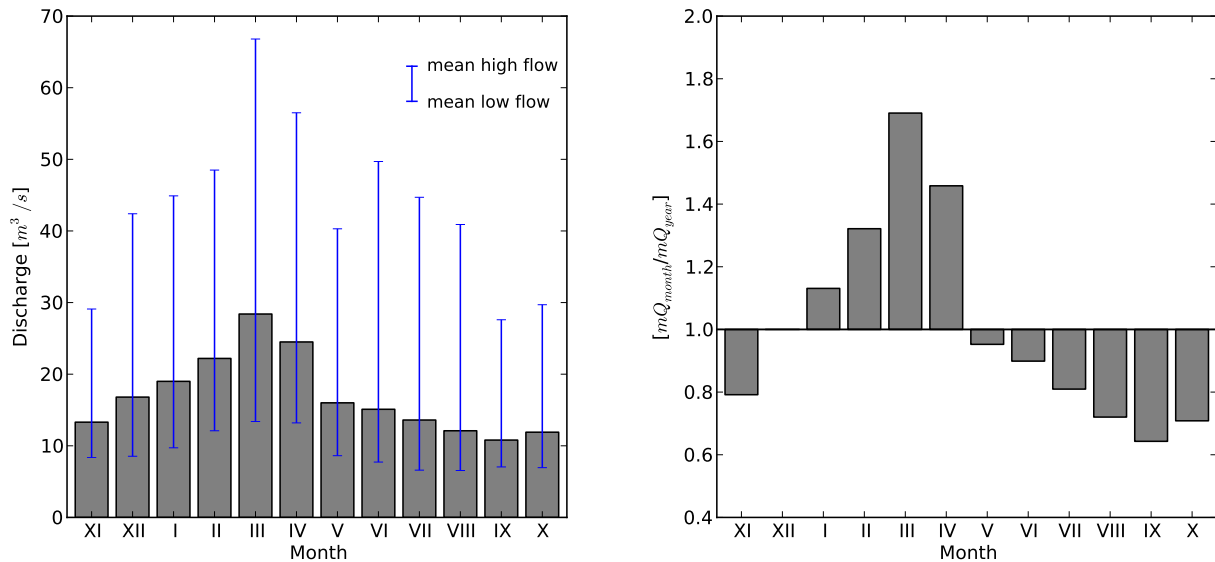 70
60
50
40
30
20
10
0
Discharge [m³/s]
mean high flow
mean low flow
XI XII I II III IV V VI VII VIII IX X
Month
2.0
1.8
1.6
1.4
1.2
1.0
0.8
0.6
0.4
[mQ_month/mQ_year]
XI XII I II III IV V VI VII VIII IX X
Month